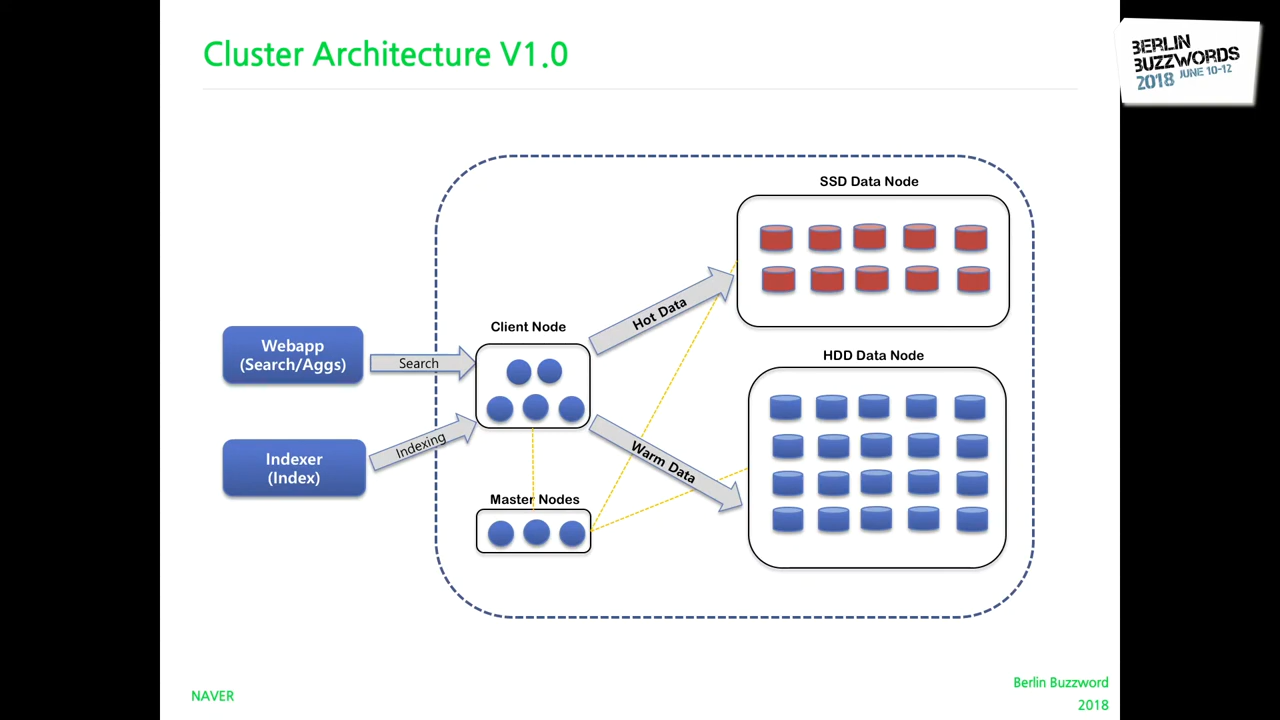 Cluster Architecture V1.0
BERLIN
BUZZWORDS
2018 JUNE 10-12
SSD Data Node
Hot Data
Client Node
Webapp
(Search/Aggs)
Search
HDD Data Node
Indexing
Indexer
(Index)
Warm Data
Master Nodes
NAVER
Berlin Buzzword
2018